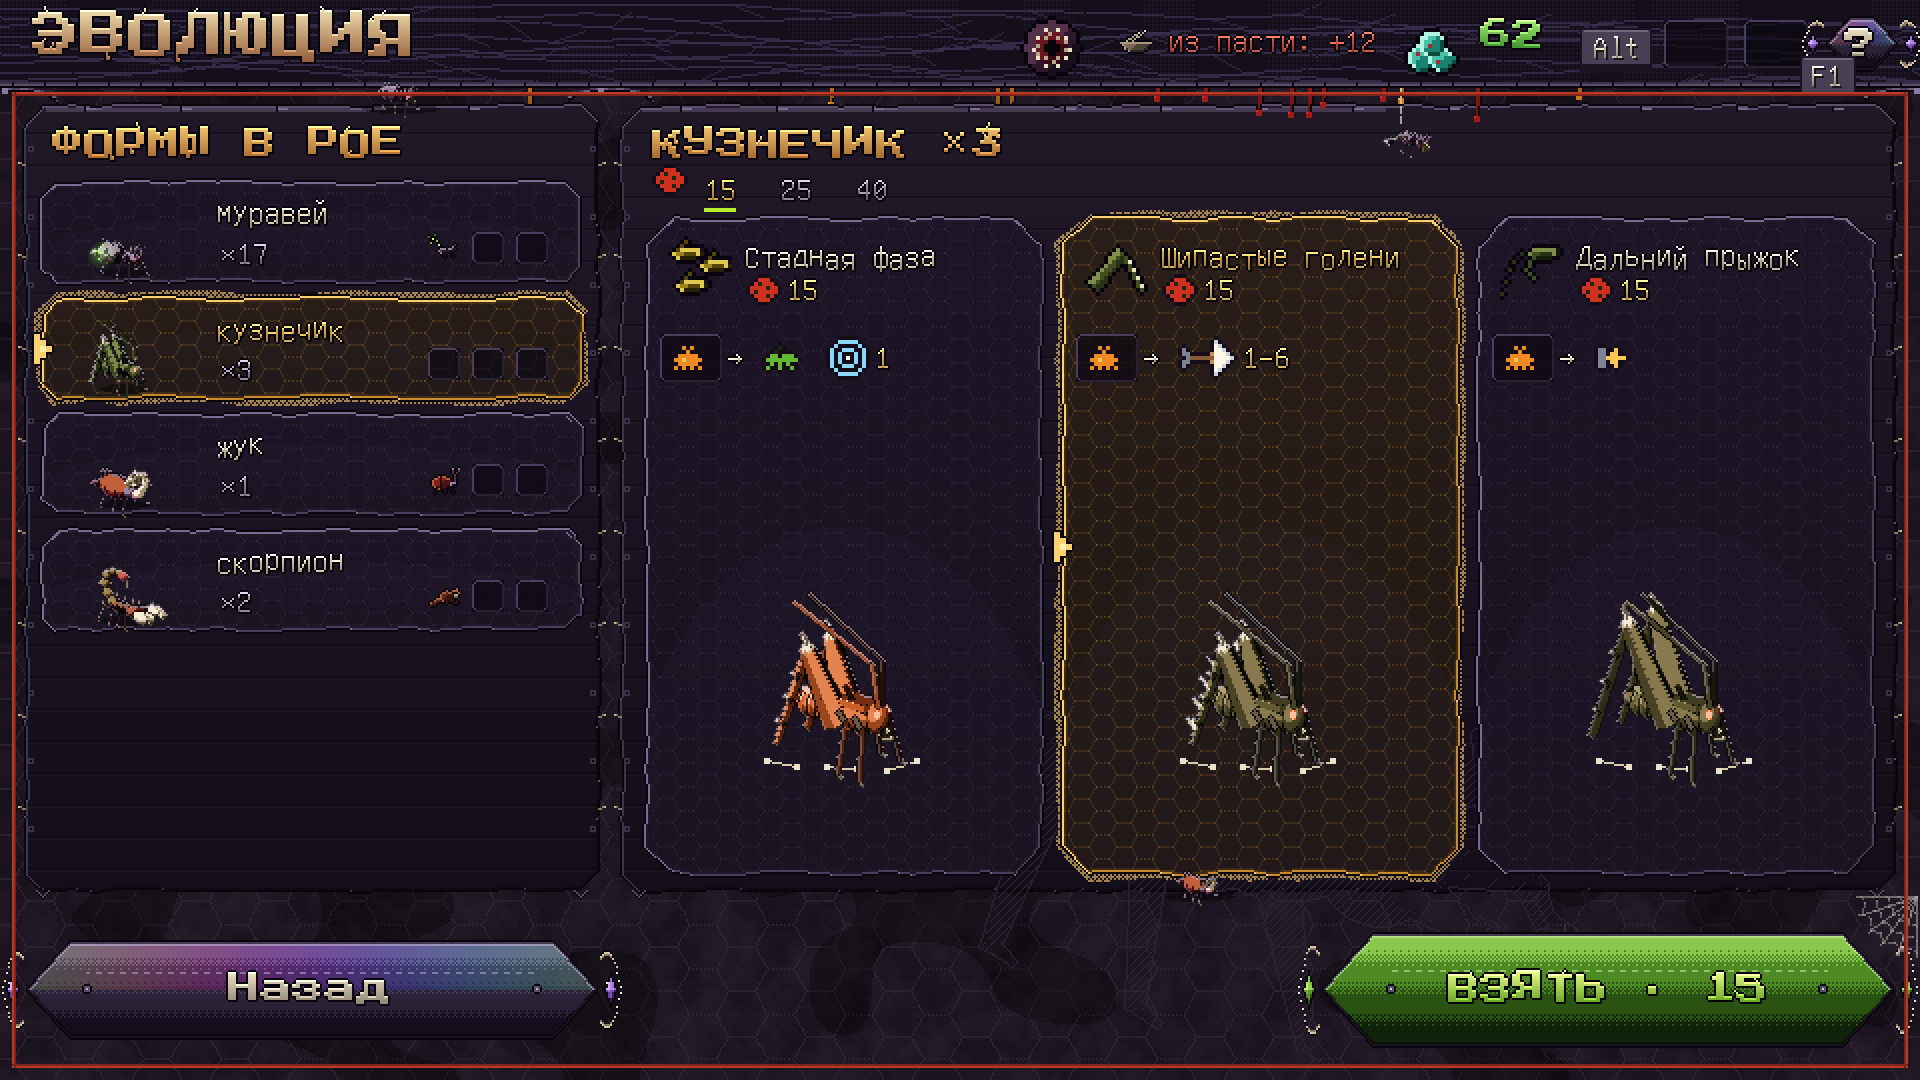 ЭВОЛЮЦИЯ
из пасти: +12
62
Alt
?
F1
ФОРМЫ В РОЕ
муравей
×17
кузнечик
×3
жук
×1
скорпион
×2
КУЗНЕЧИК ×3
15 25 40
Стадная фаза
15
→ 1
Шипастые голени
15
→ 1-6
Дальний прыжок
15
→
Назад
ВЗЯТЬ · 15